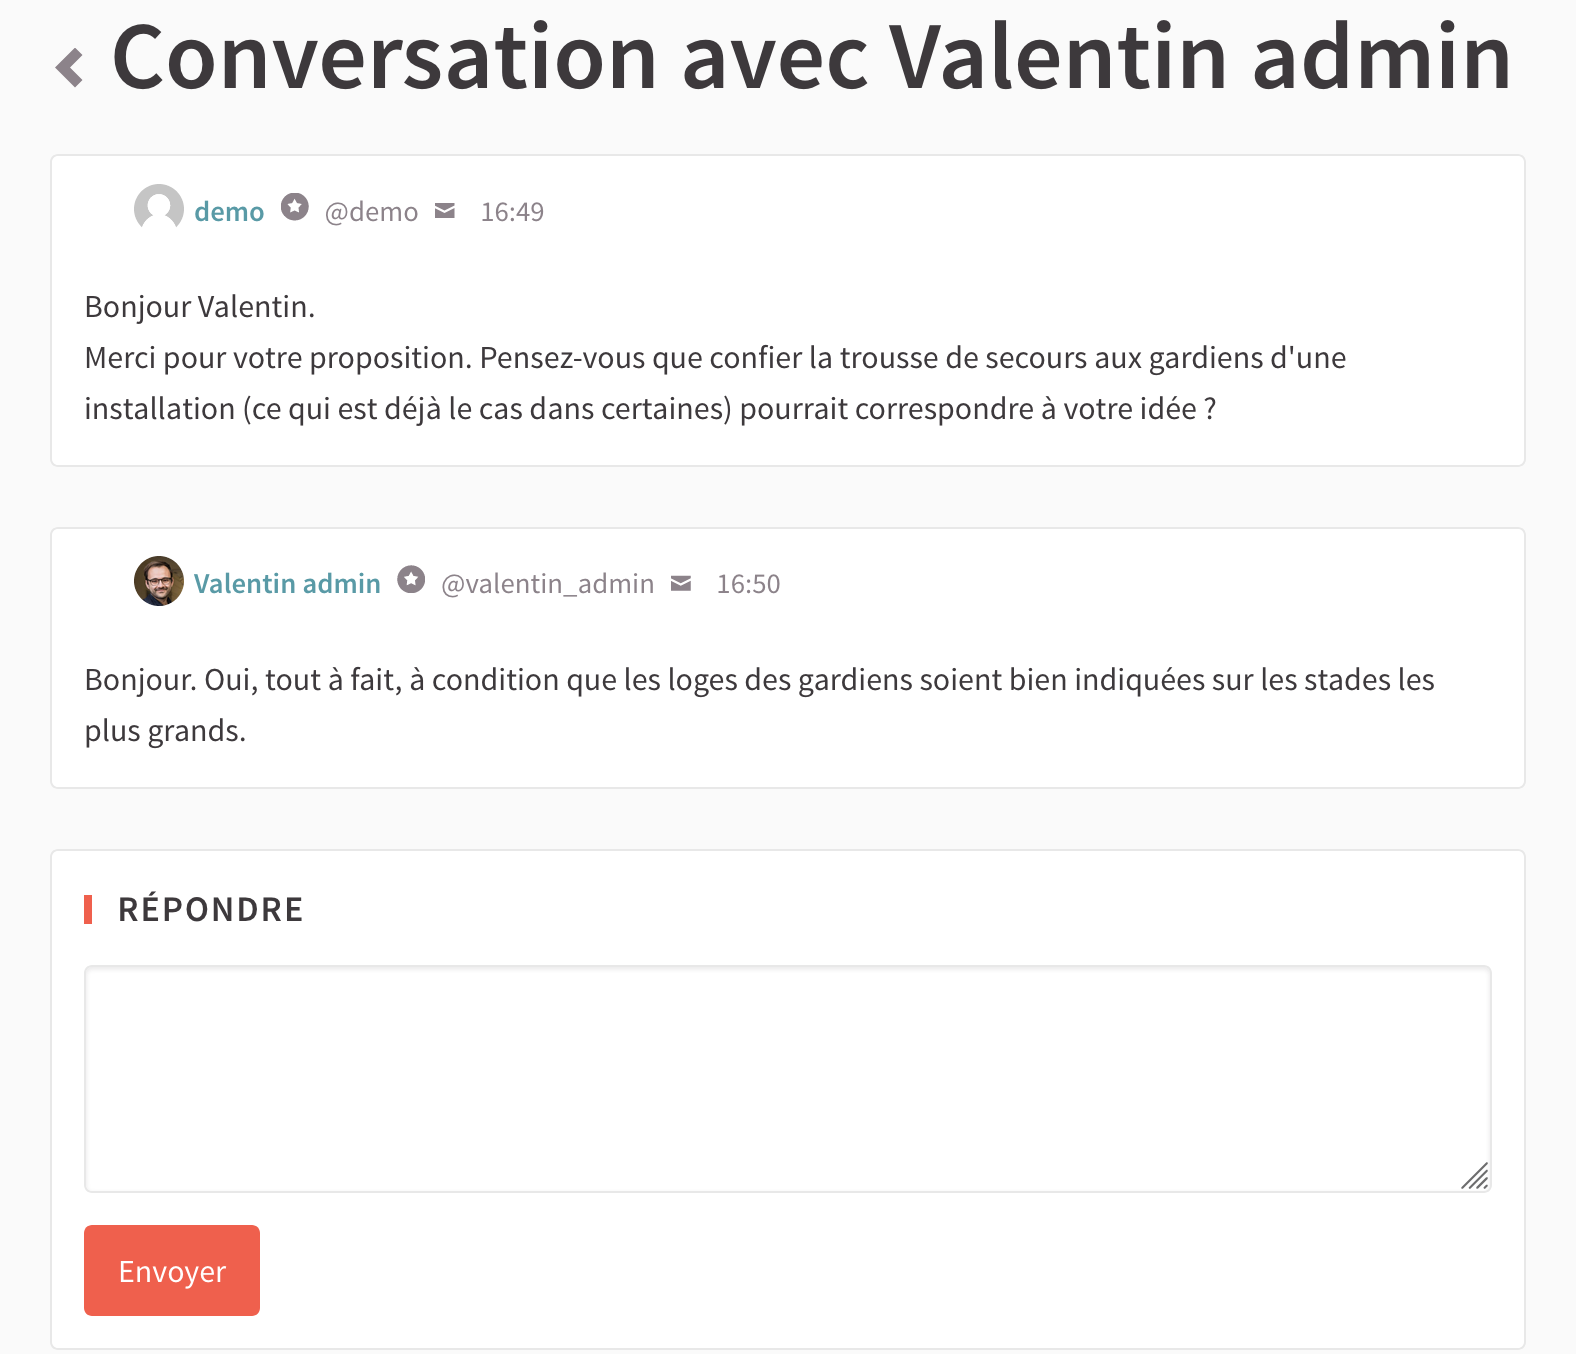 Conversation avec Valentin admin
demo @demo 16:49
Bonjour Valentin.
Merci pour votre proposition. Pensez-vous que confier la trousse de secours aux gardiens d'une
installation (ce qui est déjà le cas dans certaines) pourrait correspondre à votre idée ?
Valentin admin @valentin_admin 16:50
Bonjour. Oui, tout à fait, à condition que les loges des gardiens soient bien indiquées sur les stades les
plus grands.
RÉPONDRE
Envoyer